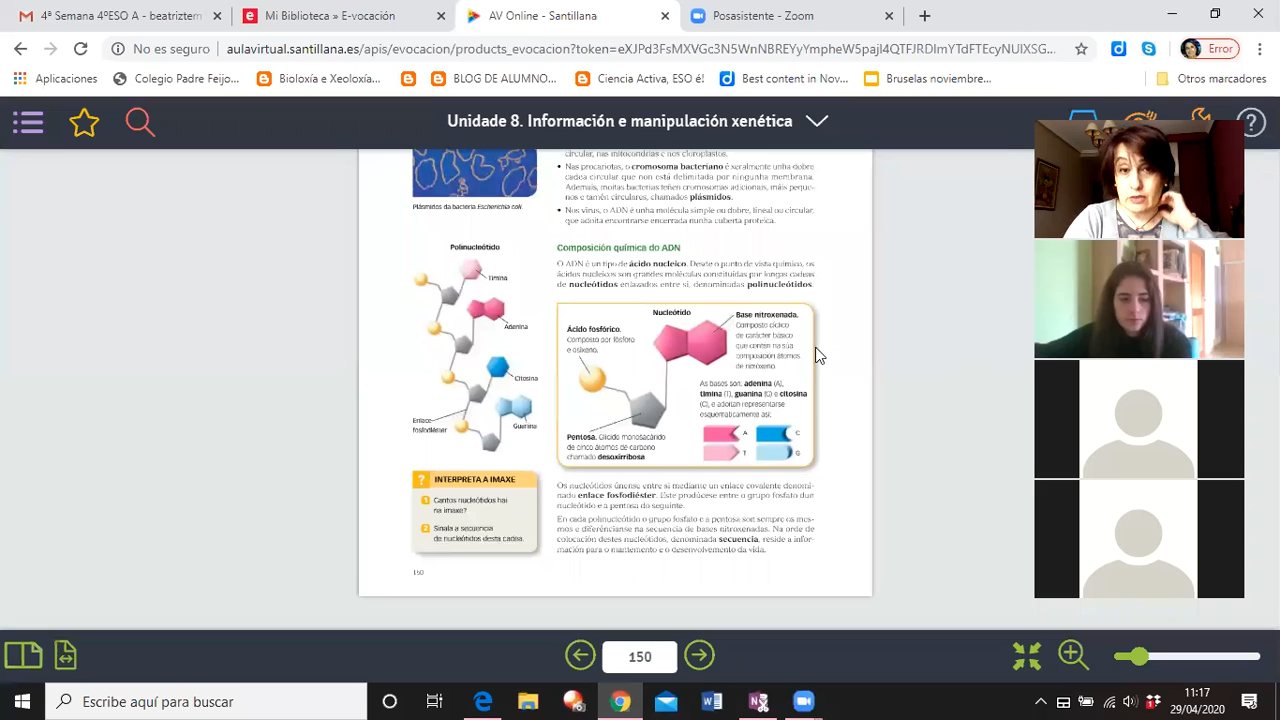 4ª Semana 4ºESO A - beatriztem
Mi Biblioteca » E-vocación
AV Online - Santillana
Posasistente - Zoom
No es seguro
aulavirtual.santillana.es/apis/evocacion/products_evocacion?token=eXJPd3FsMXVGc3N5WnNBREYyYmpheW5pajI4QTFJRDlmYTdFTEcyNUlXSG...
Error
Aplicaciones
Colegio Padre Feijo...
Bioloxía e Xeoloxía...
BLOG DE ALUMNO...
Ciencia Activa, ESO é!
Best content in Nov...
Bruselas noviembre...
Otros marcadores
Unidade 8. Información e manipulación xenética
circular, nas mitocondrias e nos cloroplastos.
• Nas procariotas, o cromosoma bacteriano é xeralmente unha dobre
cadea circular que non está delimitada por ningunha membrana.
Ademais, moitas bacterias teñen cromosomas adicionais, máis peque-
nos e tamén circulares, chamados plásmidos.
• Nos virus, o ADN é unha molécula simple ou dobre, lineal ou circular,
que adoita encontrarse encerrada nunha cuberta proteica.
Plásmidos da bacteria Escherichia coli.
Polinucleótido
Timina
Adenina
Citosina
Guanina
Enlace
fosfodiéster
Composición química do ADN
O ADN é un tipo de ácido nucleico. Desde o punto de vista químico, os
ácidos nucleicos son grandes moléculas constituídas por longas cadeas
de nucleótidos enlazados entre si, denominadas polinucleótidos.
Nucleótido
Ácido fosfórico.
Composto por fósforo
e osíxeno.
Base nitroxenada.
Composto cíclico
de carácter básico
que contén na súa
composición átomos
de nitróxeno.
As bases son: adenina (A),
timina (T), guanina (G) e citosina
(C), e adoitan representarse
esquematicamente así:
A
C
T
G
Pentosa. Glícido monosacárido
de cinco átomos de carbono
chamado desoxirribosa
? INTERPRETA A IMAXE
1 Cantos nucleótidos hai
na imaxe?
2 Sinala a secuencia
de nucleótidos desta cadea.
Os nucleótidos únense entre si mediante un enlace covalente denomi-
nado enlace fosfodiéster. Este prodúcese entre o grupo fosfato dun
nucleótido e a pentosa do seguinte.
En cada polinucleótido o grupo fosfato e a pentosa son sempre os mes-
mos e diferéncianse na secuencia de bases nitroxenadas. Na orde de
colocación destes nucleótidos, denominada secuencia, reside a infor-
mación para o mantemento e o desenvolvemento da vida.
150
150
Escribe aquí para buscar
11:17
29/04/2020